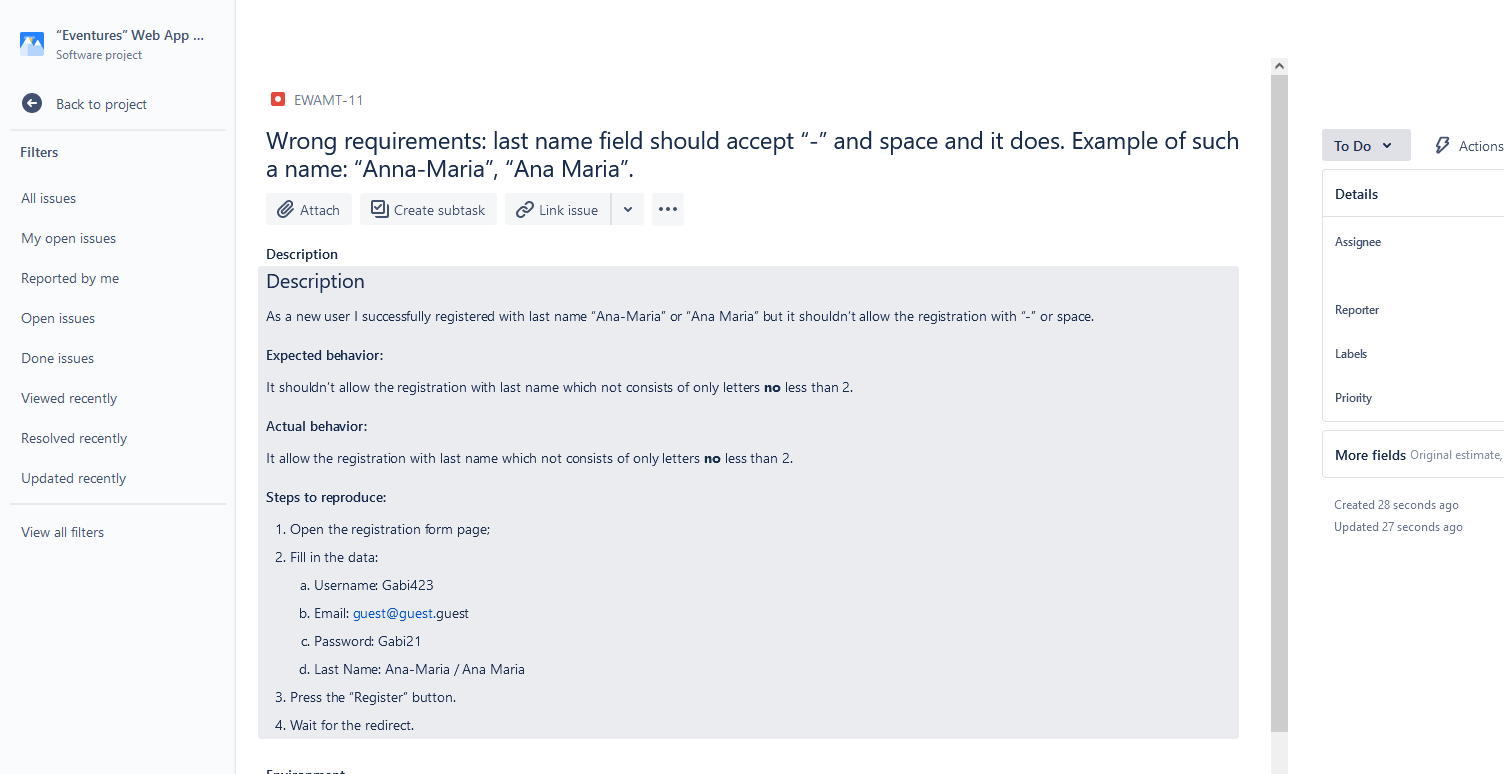 “Eventures” Web App ...
Software project
Back to project
Filters
All issues
My open issues
Reported by me
Open issues
Done issues
Viewed recently
Resolved recently
Updated recently
View all filters
EWAMT-11
Wrong requirements: last name field should accept “-” and space and it does. Example of such
a name: “Anna-Maria”, “Ana Maria”.
Attach
Create subtask
Link issue
Description
Description
As a new user I successfully registered with last name “Ana-Maria” or “Ana Maria” but it shouldn’t allow the registration with “-” or space.
Expected behavior:
It shouldn’t allow the registration with last name which not consists of only letters no less than 2.
Actual behavior:
It allow the registration with last name which not consists of only letters no less than 2.
Steps to reproduce:
1. Open the registration form page;
2. Fill in the data:
a. Username: Gabi423
b. Email: guest@guest.guest
c. Password: Gabi21
d. Last Name: Ana-Maria / Ana Maria
3. Press the “Register” button.
4. Wait for the redirect.
Environment
To Do
Actions
Details
Assignee
Reporter
Labels
Priority
More fields Original estimate,
Created 28 seconds ago
Updated 27 seconds ago